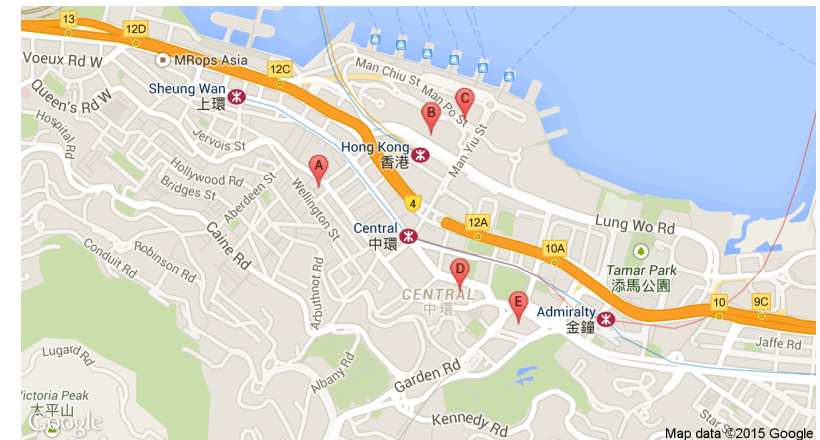 13
12D
Voeux Rd W
MRops Asia
12C
Man Chiu St
Man Po St
Sheung Wan
上環
Queen's Rd W
C
B
Hospital Rd
Jervois St
Man Yiu St
Hong Kong
香港
A
Hollywood Rd
Bridges St
Aberdeen St
Wellington St
4
Lung Wo Rd
12A
Central
中環
Caine Rd
10A
Robinson Rd
Conduit Rd
Tamar Park
添馬公園
D
CENTRAL
中環
Arbuthnot Rd
E
Admiralty
金鐘
10
9C
Jaffe Rd
Lugard Rd
Albany Rd
Garden Rd
Victoria Peak
太平山
Google
Kennedy Rd
Star St
Map data ©2015 Google